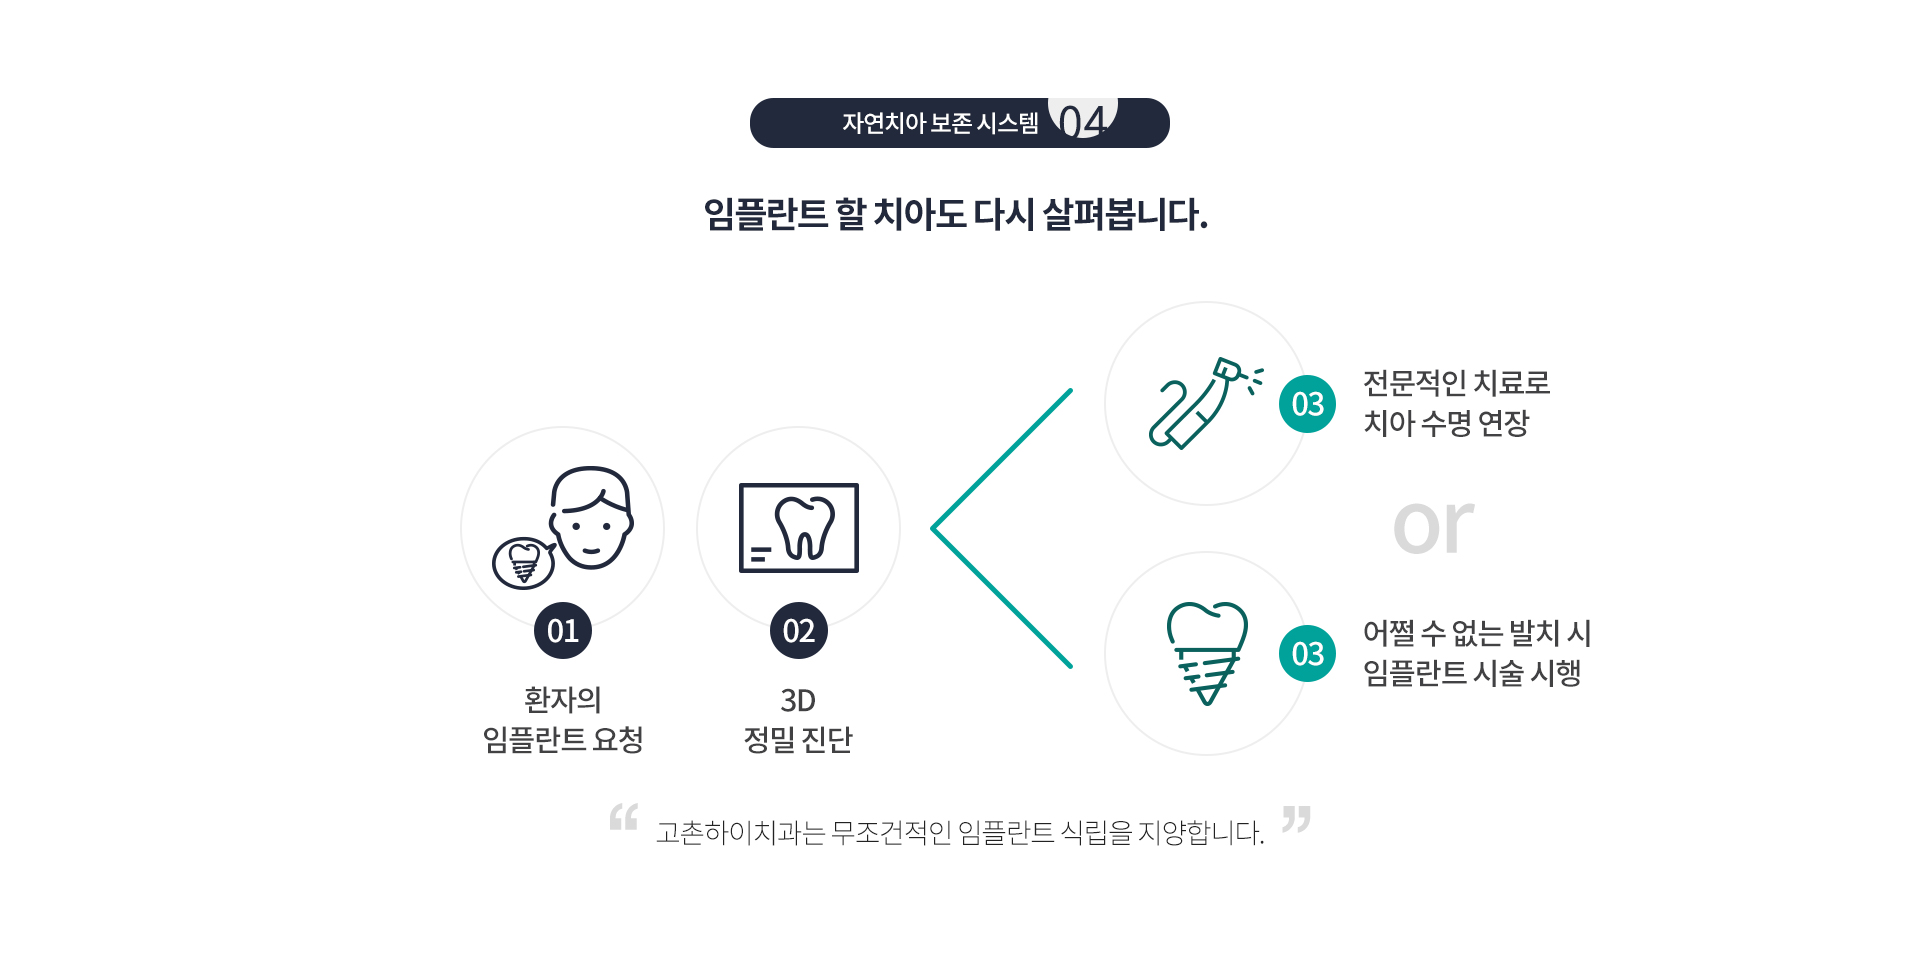 자연치아 보존 시스템 04
임플란트 할 치아도 다시 살펴봅니다.
01
환자의
임플란트 요청
02
3D
정밀 진단
03
전문적인 치료로
치아 수명 연장
or
03
어쩔 수 없는 발치 시
임플란트 시술 시행
“ 고촌하이치과는 무조건적인 임플란트 식립을 지양합니다. ”